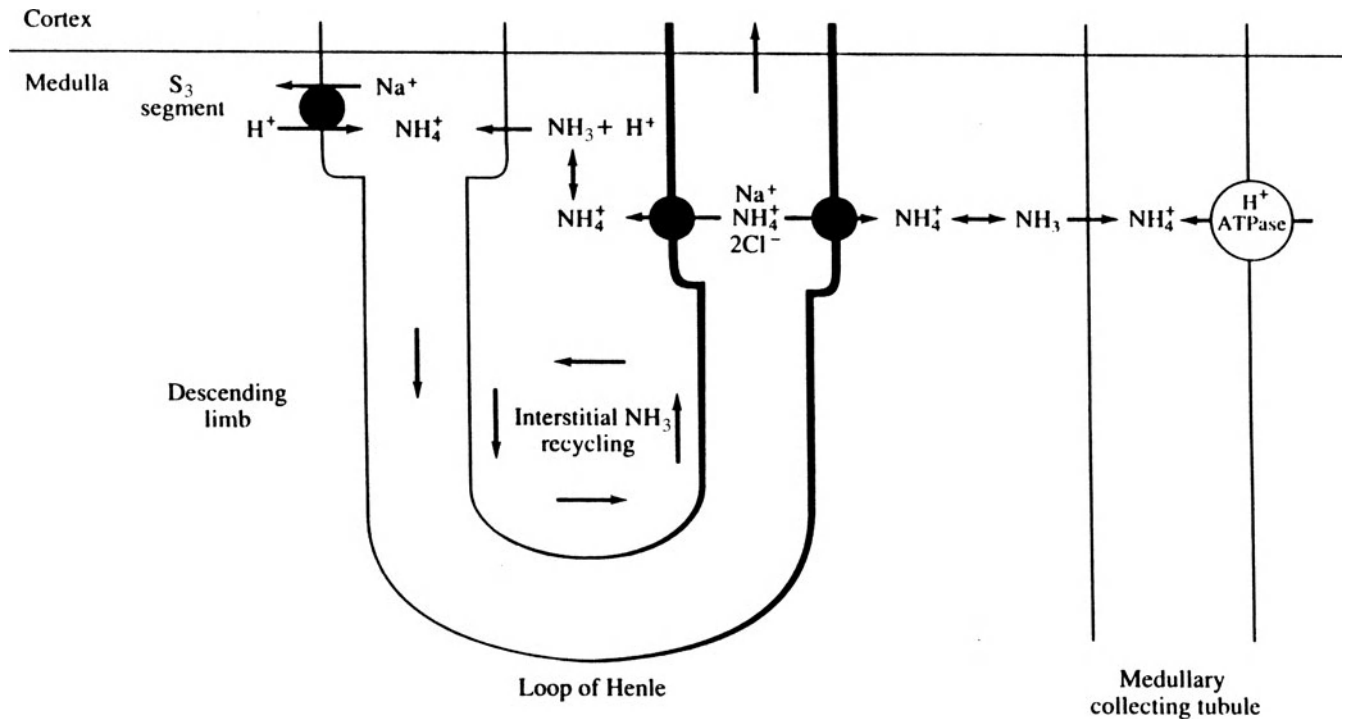 Cortex
Medulla
S₃
segment
Na⁺
H⁺
NH₄⁺
NH₃ + H⁺
NH₄⁺
Na⁺
NH₄⁺
2Cl⁻
NH₄⁺
NH₃
NH₄⁺
H⁺
ATPase
Descending
limb
Interstitial NH₃
recycling
Loop of Henle
Medullary
collecting tubule